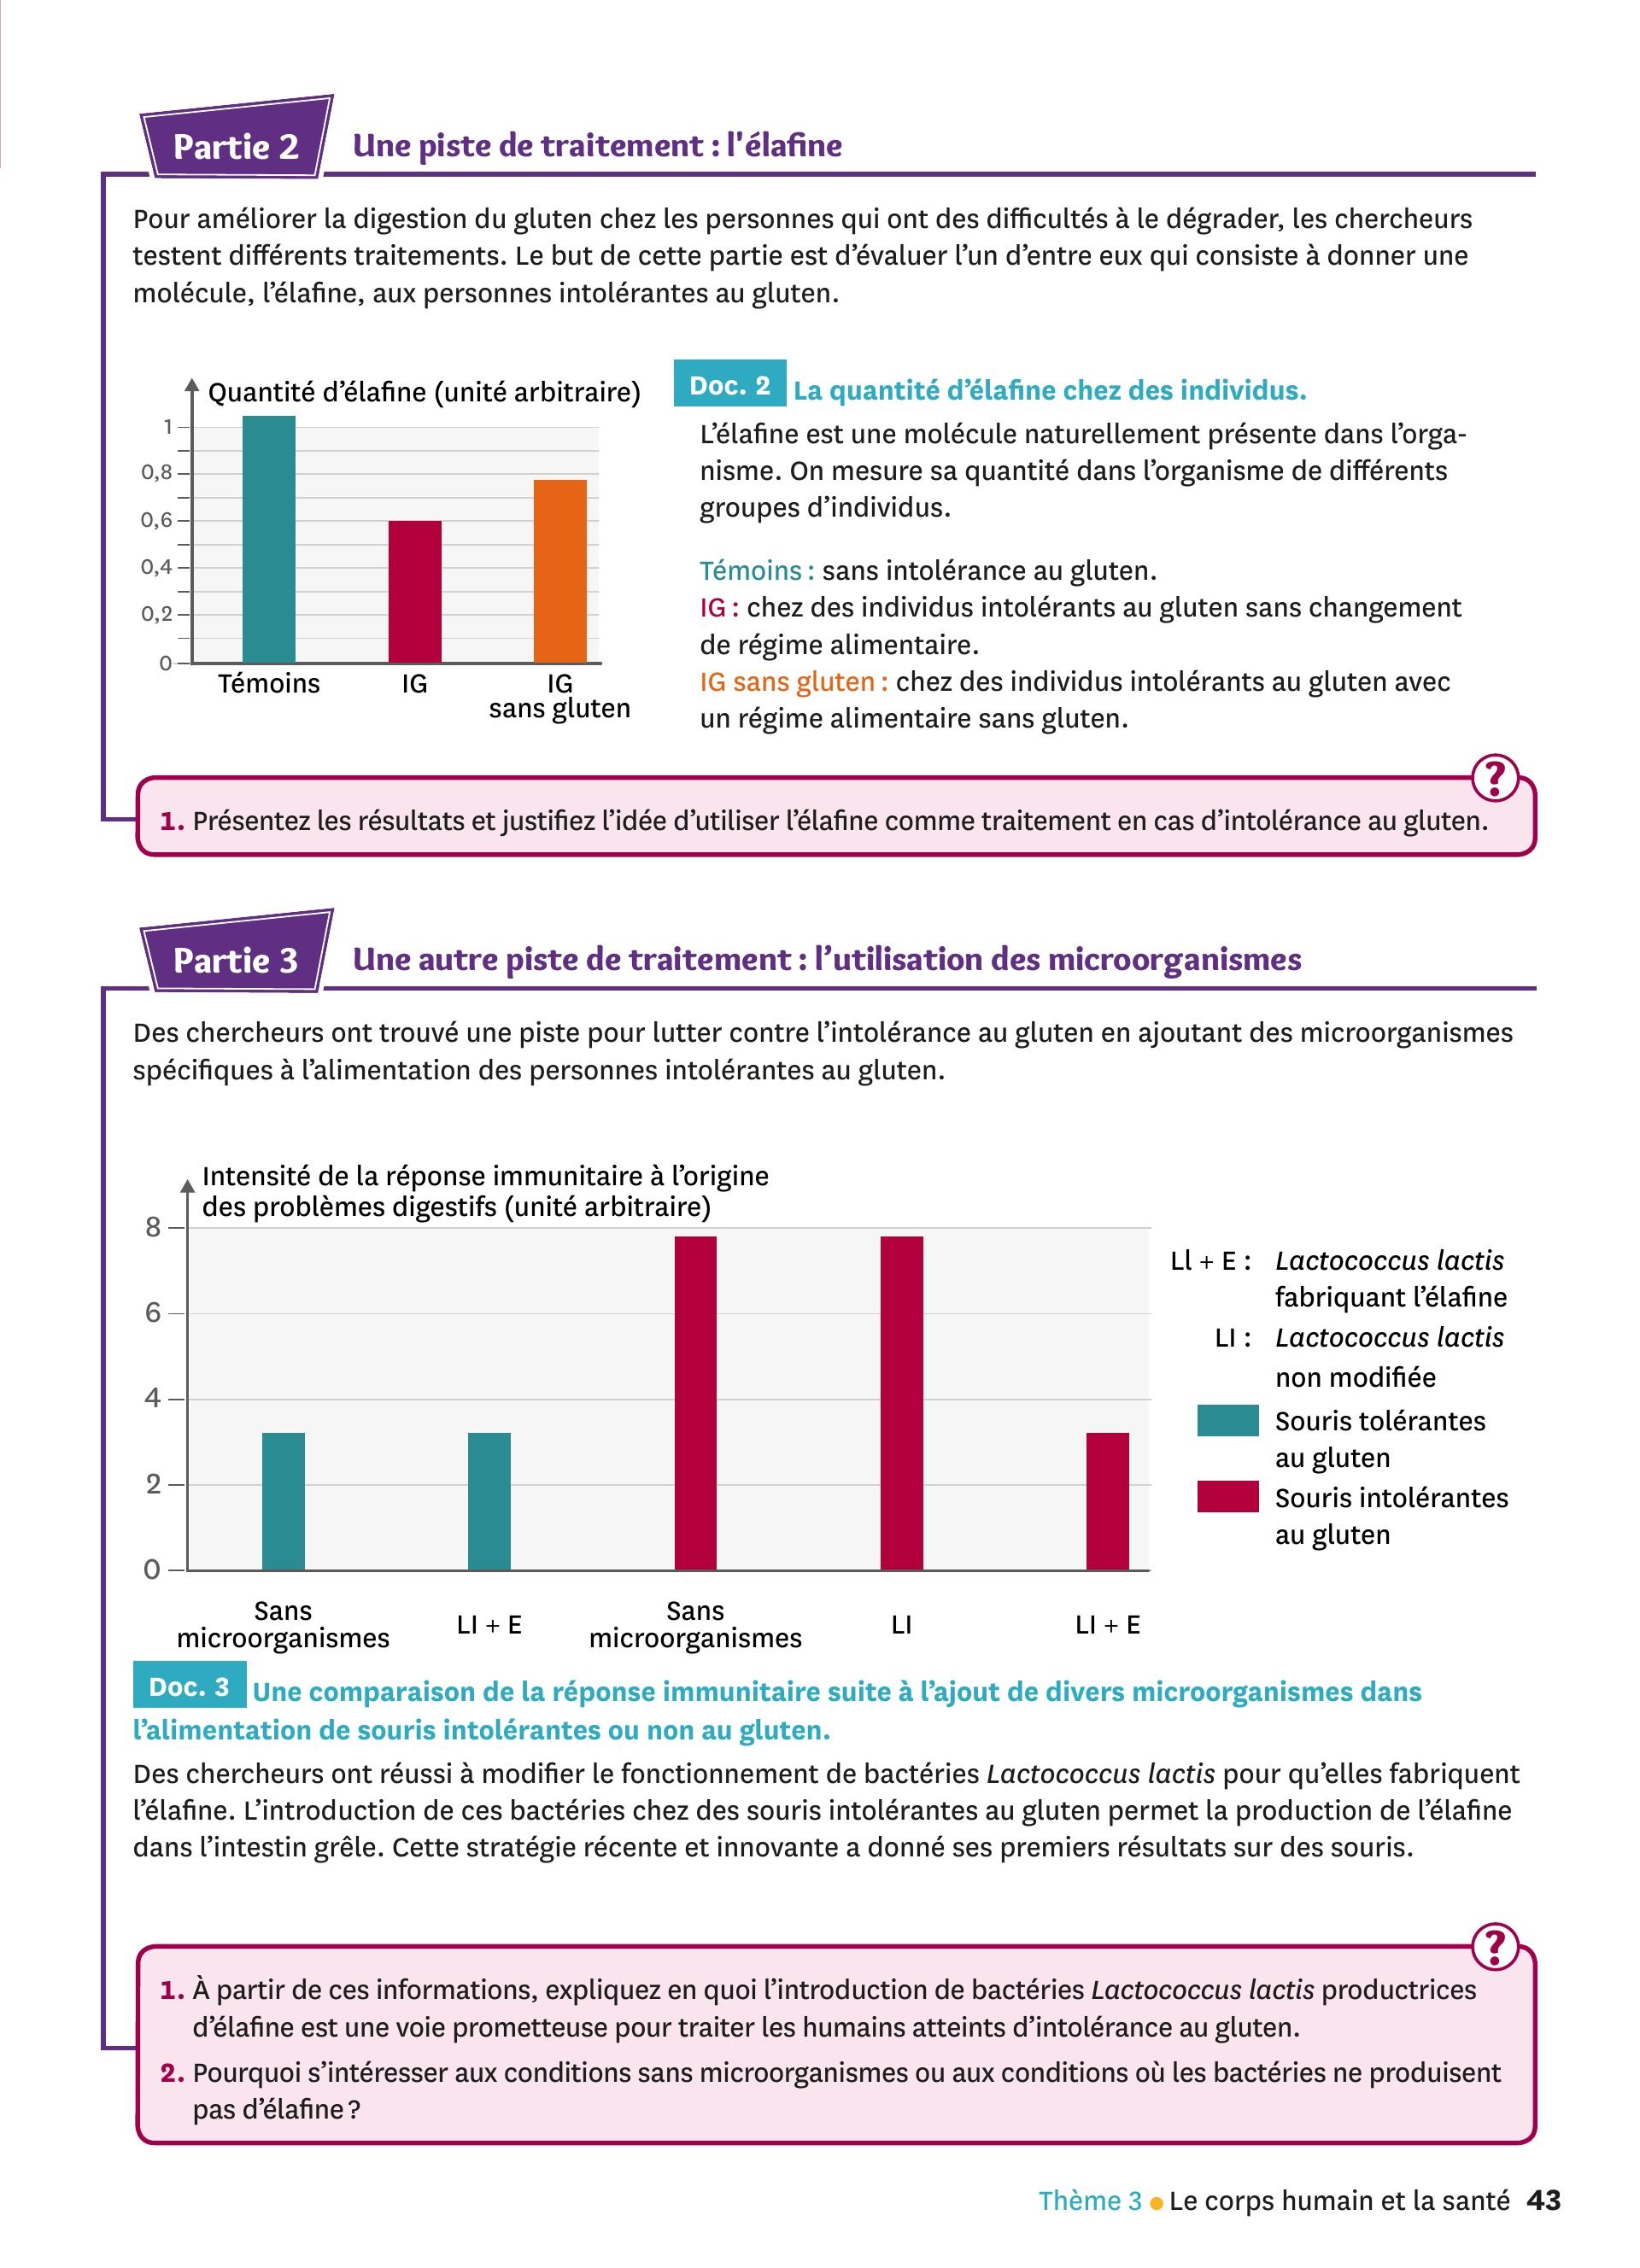 Partie 2
Une piste de traitement : l'élafine
Pour améliorer la digestion du gluten chez les personnes qui ont des difficultés à le dégrader, les chercheurs
testent différents traitements. Le but de cette partie est d’évaluer l’un d’entre eux qui consiste à donner une
molécule, l’élafine, aux personnes intolérantes au gluten.
Quantité d’élafine (unité arbitraire)
1
0,8
0,6
0,4
0,2
0
Témoins
IG
IG
sans gluten
Doc. 2 La quantité d’élafine chez des individus.
L’élafine est une molécule naturellement présente dans l’orga-
nisme. On mesure sa quantité dans l’organisme de différents
groupes d’individus.
Témoins : sans intolérance au gluten.
IG : chez des individus intolérants au gluten sans changement
de régime alimentaire.
IG sans gluten : chez des individus intolérants au gluten avec
un régime alimentaire sans gluten.
?
1. Présentez les résultats et justifiez l’idée d’utiliser l’élafine comme traitement en cas d’intolérance au gluten.
Partie 3
Une autre piste de traitement : l’utilisation des microorganismes
Des chercheurs ont trouvé une piste pour lutter contre l’intolérance au gluten en ajoutant des microorganismes
spécifiques à l’alimentation des personnes intolérantes au gluten.
Intensité de la réponse immunitaire à l’origine
des problèmes digestifs (unité arbitraire)
8
6
4
2
0
Sans
microorganismes
LI + E
Sans
microorganismes
LI
LI + E
Ll + E : Lactococcus lactis
fabriquant l’élafine
LI : Lactococcus lactis
non modifiée
Souris tolérantes
au gluten
Souris intolérantes
au gluten
Doc. 3 Une comparaison de la réponse immunitaire suite à l’ajout de divers microorganismes dans
l’alimentation de souris intolérantes ou non au gluten.
Des chercheurs ont réussi à modifier le fonctionnement de bactéries Lactococcus lactis pour qu’elles fabriquent
l’élafine. L’introduction de ces bactéries chez des souris intolérantes au gluten permet la production de l’élafine
dans l’intestin grêle. Cette stratégie récente et innovante a donné ses premiers résultats sur des souris.
?
1. À partir de ces informations, expliquez en quoi l’introduction de bactéries Lactococcus lactis productrices
d’élafine est une voie prometteuse pour traiter les humains atteints d’intolérance au gluten.
2. Pourquoi s’intéresser aux conditions sans microorganismes ou aux conditions où les bactéries ne produisent
pas d’élafine ?
Thème 3 ● Le corps humain et la santé 43